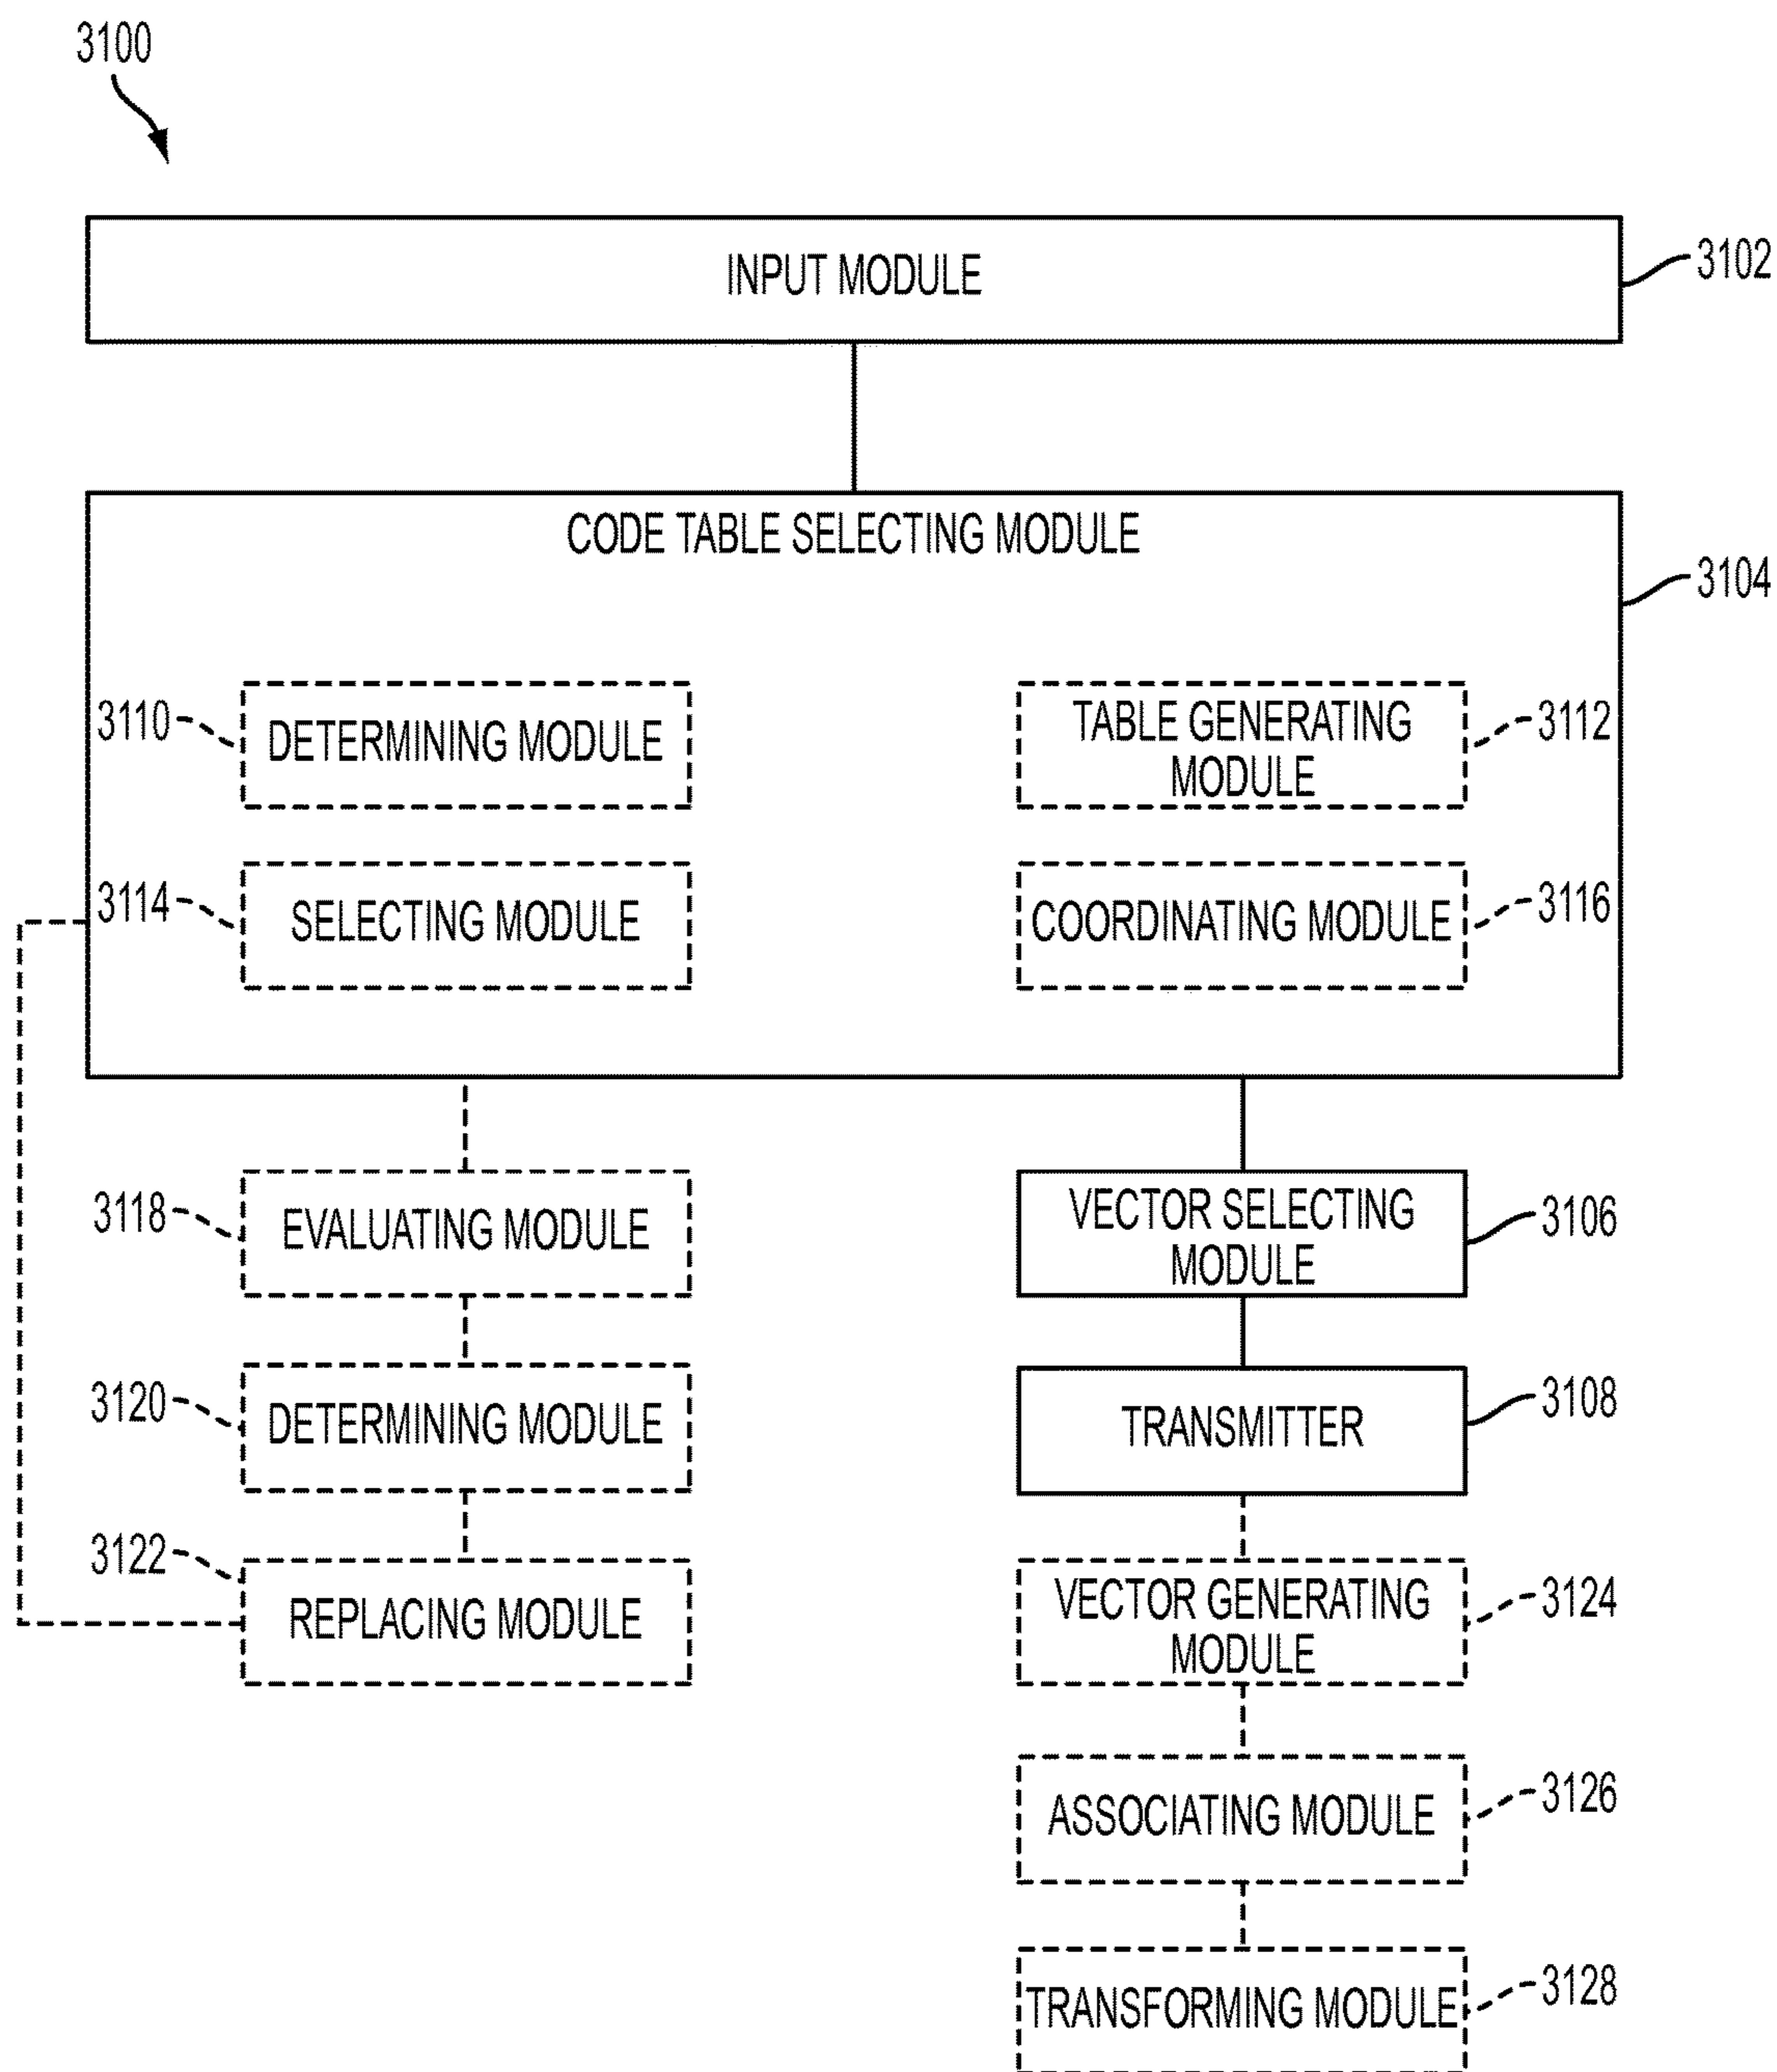 3100
INPUT MODULE
3102
CODE TABLE SELECTING MODULE
3104
3110
DETERMINING MODULE
TABLE GENERATING
MODULE
3112
3114
SELECTING MODULE
COORDINATING MODULE
3116
3118
EVALUATING MODULE
VECTOR SELECTING
MODULE
3106
3120
DETERMINING MODULE
TRANSMITTER
3108
3122
REPLACING MODULE
VECTOR GENERATING
MODULE
3124
ASSOCIATING MODULE
3126
TRANSFORMING MODULE
3128